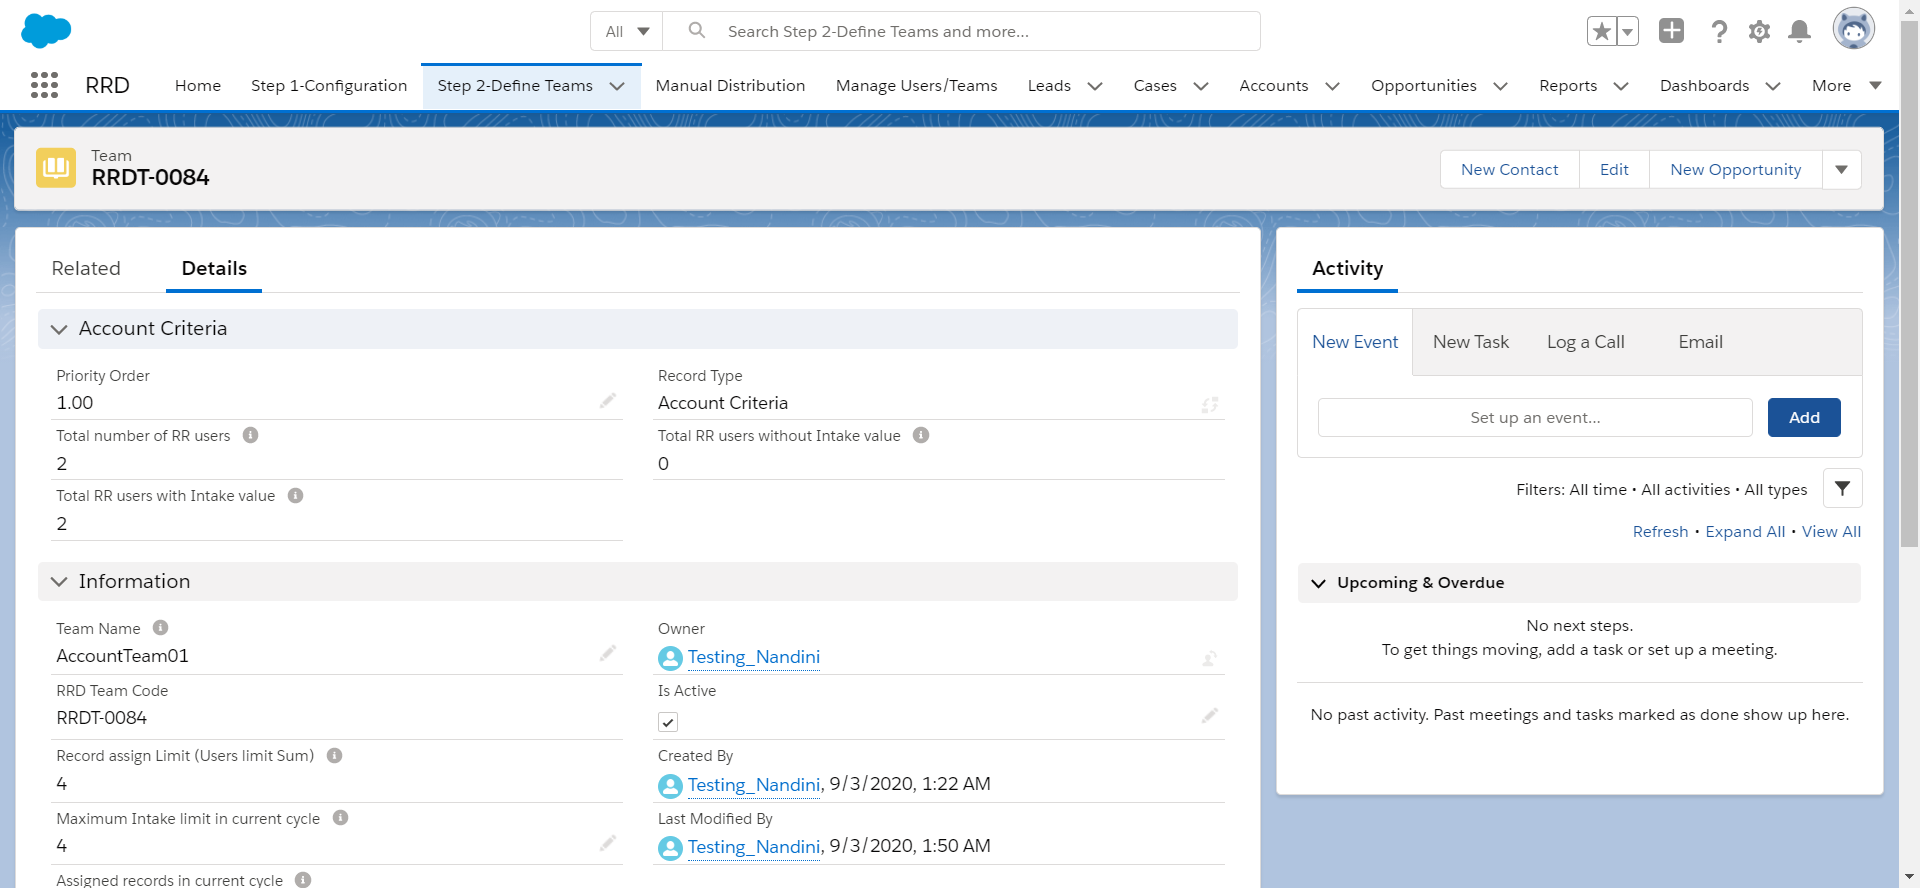 All
Search Step 2-Define Teams and more...
RRD Home Step 1-Configuration Step 2-Define Teams Manual Distribution Manage Users/Teams Leads Cases Accounts Opportunities Reports Dashboards More
Team
RRDT-0084
New Contact Edit New Opportunity
Related Details
Account Criteria
Priority Order
1.00
Record Type
Account Criteria
Total number of RR users
2
Total RR users without Intake value
0
Total RR users with Intake value
2
Information
Team Name
AccountTeam01
Owner
Testing_Nandini
RRD Team Code
RRDT-0084
Is Active
Record assign Limit (Users limit Sum)
4
Created By
Testing_Nandini, 9/3/2020, 1:22 AM
Maximum Intake limit in current cycle
4
Last Modified By
Testing_Nandini, 9/3/2020, 1:50 AM
Assigned records in current cycle
Activity
New Event New Task Log a Call Email
Set up an event...
Add
Filters: All time • All activities • All types
Refresh • Expand All • View All
Upcoming & Overdue
No next steps.
To get things moving, add a task or set up a meeting.
No past activity. Past meetings and tasks marked as done show up here.